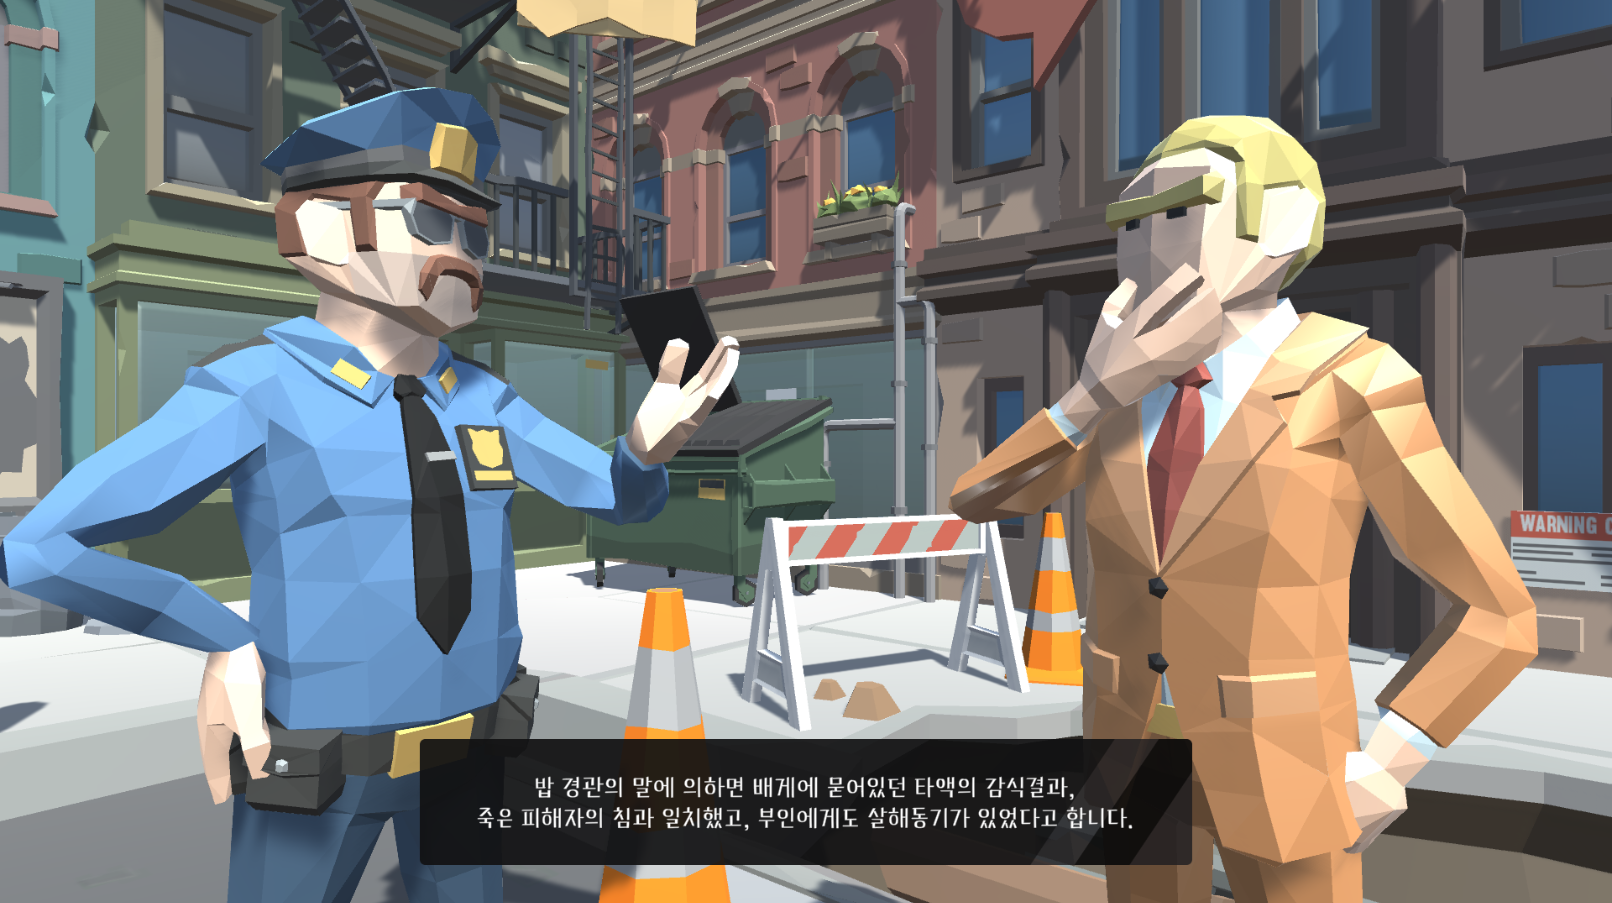 WARNING
밥 경관의 말에 의하면 배게에 묻어있던 타액의 감식결과,
죽은 피해자의 침과 일치했고, 부인에게도 살해동기가 있었다고 합니다.